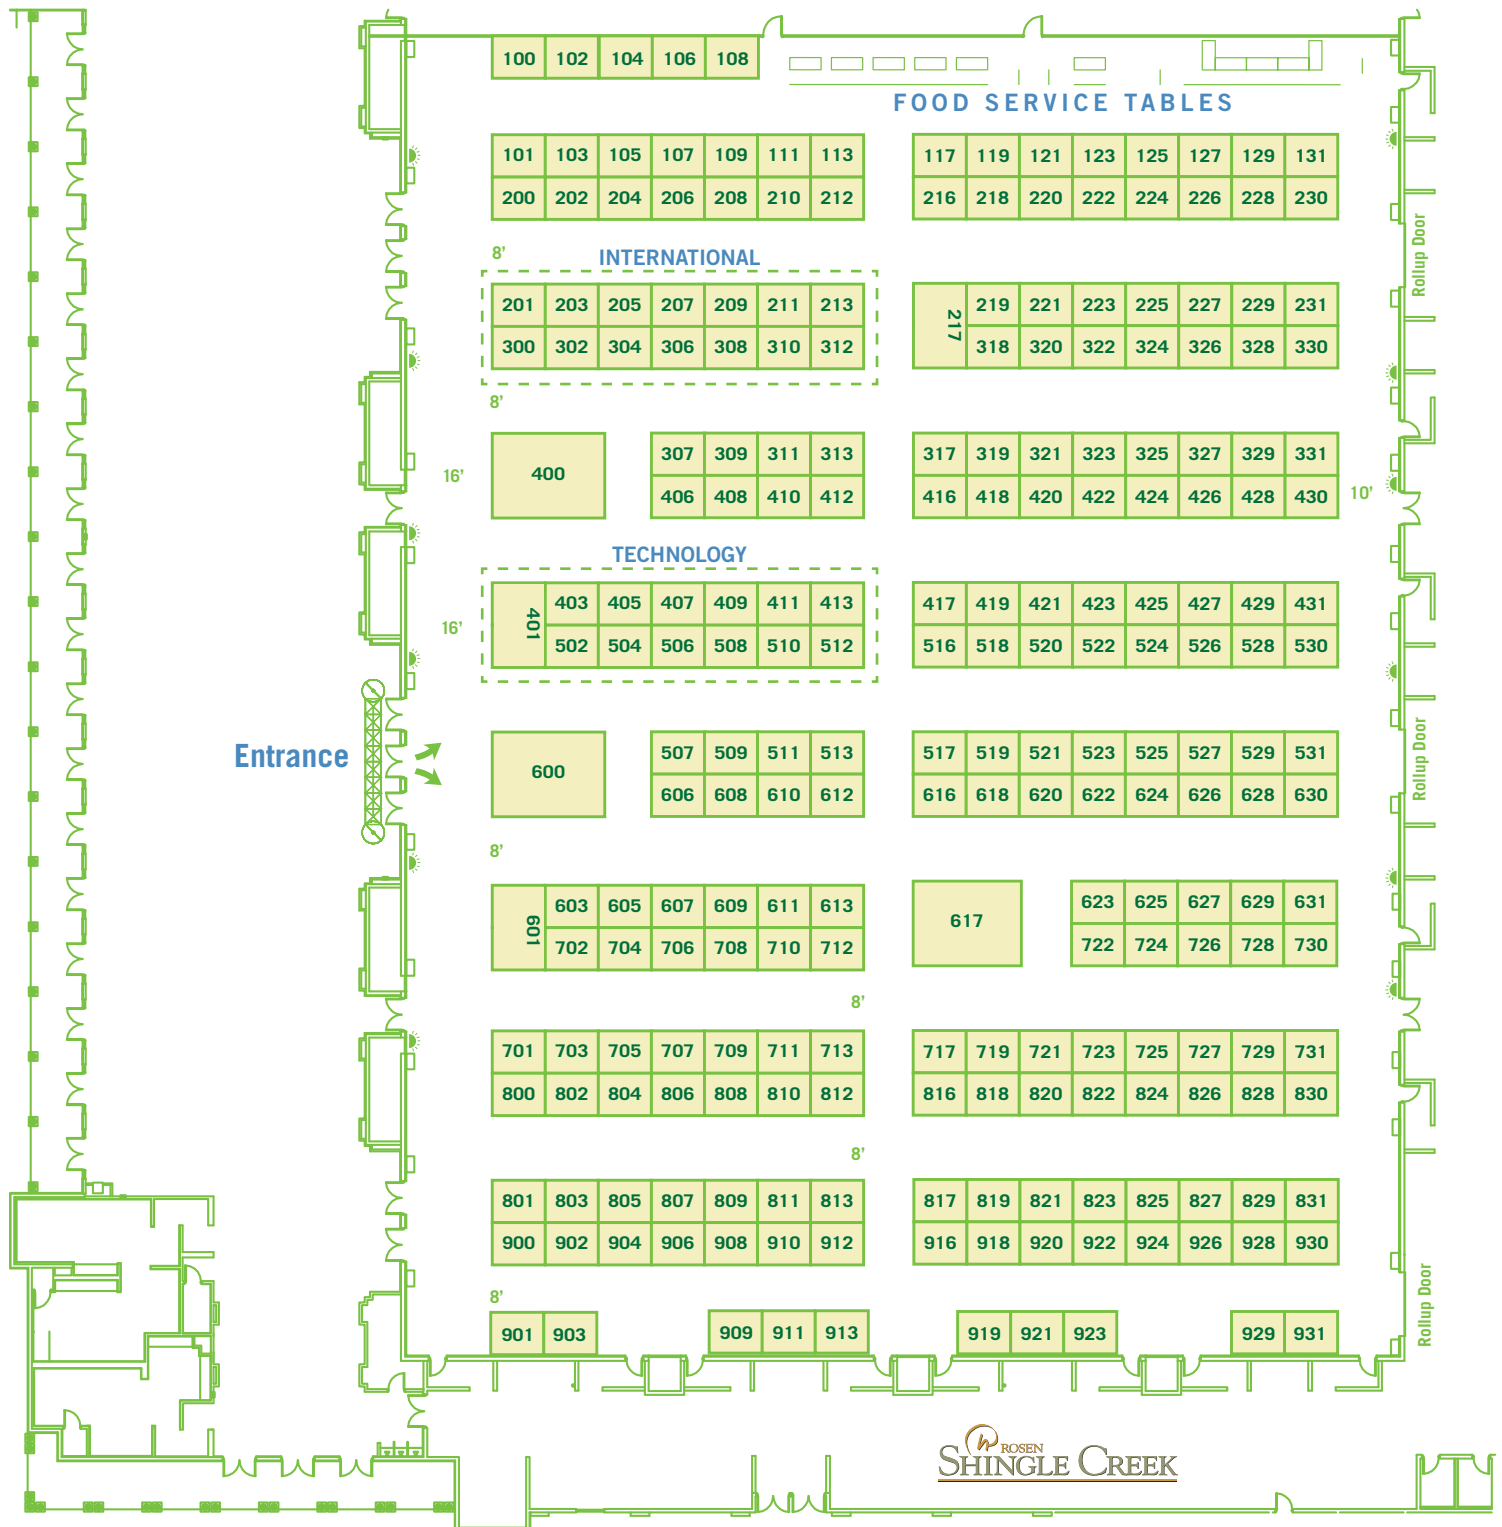 100 102 104 106 108
FOOD SERVICE TABLES
101 103 105 107 109 111 113 117 119 121 123 125 127 129 131
200 202 204 206 208 210 212 216 218 220 222 224 226 228 230
Rollup Door
8'
INTERNATIONAL
201 203 205 207 209 211 213 217 219 221 223 225 227 229 231
300 302 304 306 308 310 312 318 320 322 324 326 328 330
8'
16'
400
307 309 311 313 317 319 321 323 325 327 329 331
406 408 410 412 416 418 420 422 424 426 428 430
10'
TECHNOLOGY
16'
401 403 405 407 409 411 413 417 419 421 423 425 427 429 431
502 504 506 508 510 512 516 518 520 522 524 526 528 530
Entrance
600
507 509 511 513 517 519 521 523 525 527 529 531
606 608 610 612 616 618 620 622 624 626 628 630
Rollup Door
8'
601 603 605 607 609 611 613 617 623 625 627 629 631
702 704 706 708 710 712 722 724 726 728 730
8'
701 703 705 707 709 711 713 717 719 721 723 725 727 729 731
800 802 804 806 808 810 812 816 818 820 822 824 826 828 830
8'
801 803 805 807 809 811 813 817 819 821 823 825 827 829 831
900 902 904 906 908 910 912 916 918 920 922 924 926 928 930
8'
Rollup Door
901 903 909 911 913 919 921 923 929 931
ROSEN
SHINGLE CREEK